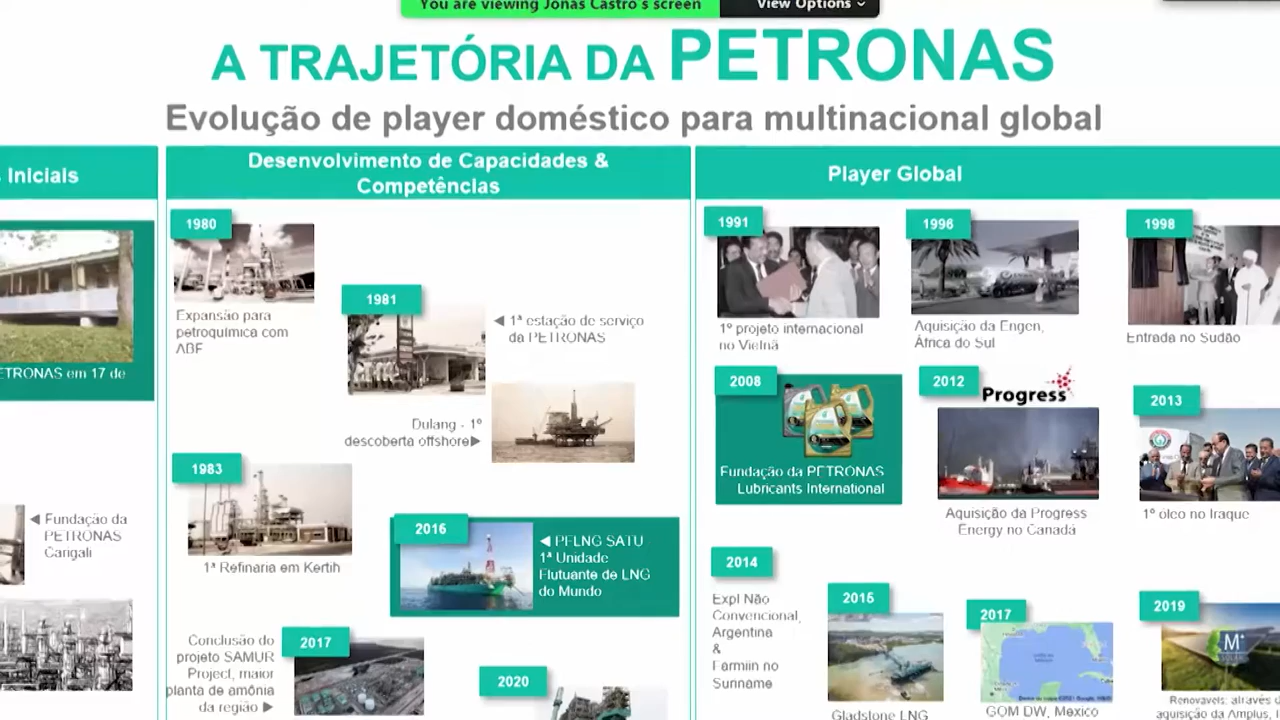 You are viewing Jonas Castro's screen
View Options
A TRAJETÓRIA DA PETRONAS
Evolução de player doméstico para multinacional global
Iniciais
ETRONAS em 17 de
Fundação da
PETRONAS
Carigali
Desenvolvimento de Capacidades &
Competências
1980
Expansão para
petroquímica com
ABF
1981
1ª estação de serviço
da PETRONAS
Dulang - 1º
descoberta offshore
1983
1ª Refinaria em Kertih
2016
PFLNG SATU
1ª Unidade
Flutuante de LNG
do Mundo
Conclusão do
projeto SAMUR
Project, maior
planta de amônia
da região
2017
2020
Player Global
1991
1º projeto internacional
no Vietnã
1996
Aquisição da Engen,
África do Sul
1998
Entrada no Sudão
2008
Fundação da PETRONAS
Lubricants International
2012
Progress
Aquisição da Progress
Energy no Canadá
2013
1º óleo no Iraque
2014
Expl Não
Convencional,
Argentina
&
Farmiin no
Suriname
2015
Gladstone LNG
2017
GOM DW, Mexico
2019
M+
Renovaveis: através d
aquisição da Amplus,